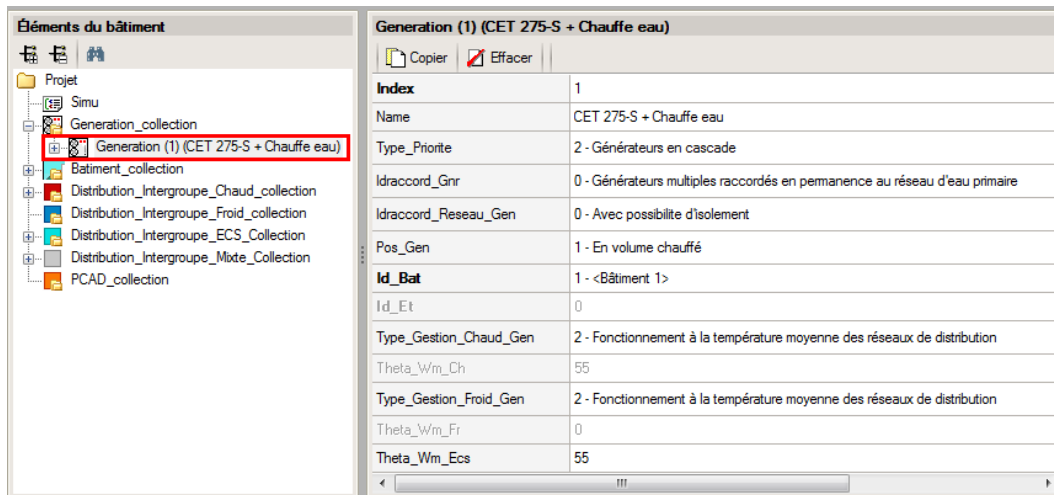 Éléments du bâtiment
Projet
Simu
Generation_collection
Generation (1) (CET 275-S + Chauffe eau)
Batiment_collection
Distribution_Intergroupe_Chaud_collection
Distribution_Intergroupe_Froid_collection
Distribution_Intergroupe_ECS_Collection
Distribution_Intergroupe_Mixte_Collection
PCAD_collection
Generation (1) (CET 275-S + Chauffe eau)
Copier Effacer
Index 1
Name CET 275-S + Chauffe eau
Type_Priorite 2 - Générateurs en cascade
Idraccord_Gnr 0 - Générateurs multiples raccordés en permanence au réseau d'eau primaire
Idraccord_Reseau_Gen 0 - Avec possibilite d'isolement
Pos_Gen 1 - En volume chauffé
Id_Bat 1 - <Bâtiment 1>
Id_Et 0
Type_Gestion_Chaud_Gen 2 - Fonctionnement à la température moyenne des réseaux de distribution
Theta_Wm_Ch 55
Type_Gestion_Froid_Gen 2 - Fonctionnement à la température moyenne des réseaux de distribution
Theta_Wm_Fr 0
Theta_Wm_Ecs 55